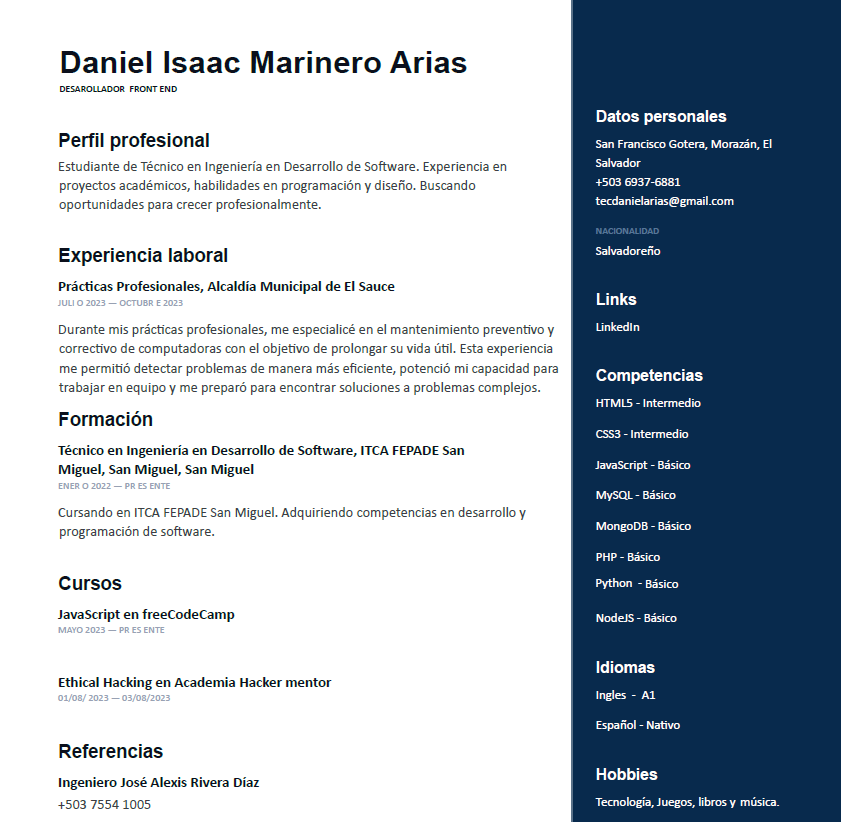 Daniel Isaac Marinero Arias
DESAROLLADOR FRONT END
Perfil profesional
Estudiante de Técnico en Ingeniería en Desarrollo de Software. Experiencia en
proyectos académicos, habilidades en programación y diseño. Buscando
oportunidades para crecer profesionalmente.
Experiencia laboral
Prácticas Profesionales, Alcaldía Municipal de El Sauce
JULI O 2023 — OCTUBR E 2023
Durante mis prácticas profesionales, me especialicé en el mantenimiento preventivo y
correctivo de computadoras con el objetivo de prolongar su vida útil. Esta experiencia
me permitió detectar problemas de manera más eficiente, potenció mi capacidad para
trabajar en equipo y me preparó para encontrar soluciones a problemas complejos.
Formación
Técnico en Ingeniería en Desarrollo de Software, ITCA FEPADE San
Miguel, San Miguel, San Miguel
ENER O 2022 — PR ES ENTE
Cursando en ITCA FEPADE San Miguel. Adquiriendo competencias en desarrollo y
programación de software.
Cursos
JavaScript en freeCodeCamp
MAYO 2023 — PR ES ENTE
Ethical Hacking en Academia Hacker mentor
01/08/ 2023 — 03/08/2023
Referencias
Ingeniero José Alexis Rivera Díaz
+503 7554 1005
Datos personales
San Francisco Gotera, Morazán, El
Salvador
+503 6937-6881
tecdanielarias@gmail.com
NACIONALIDAD
Salvadoreño
Links
LinkedIn
Competencias
HTML5 - Intermedio
CSS3 - Intermedio
JavaScript - Básico
MySQL - Básico
MongoDB - Básico
PHP - Básico
Python - Básico
NodeJS - Básico
Idiomas
Ingles - A1
Español - Nativo
Hobbies
Tecnología, Juegos, libros y música.